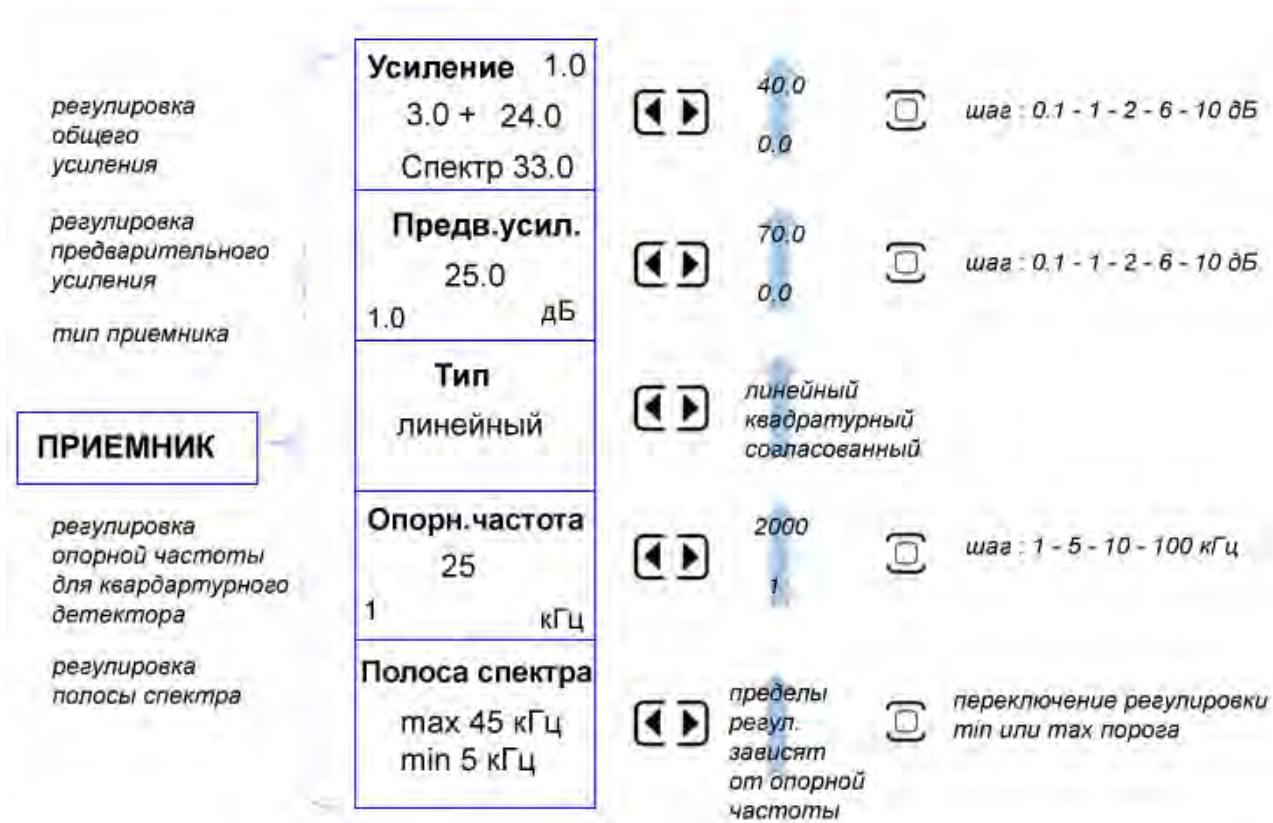 регулировка
общего
усиления
Усиление 1.0
3.0 + 24.0
Спектр 33.0
40.0
0.0
шаг : 0.1 - 1 - 2 - 6 - 10 дБ
регулировка
предварительного
усиления
Предв.усил.
25.0
1.0 дБ
70.0
0.0
шаг : 0.1 - 1 - 2 - 6 - 10 дБ
тип приемника
Тип
линейный
линейный
квадратурный
согласованный
ПРИЕМНИК
регулировка
опорной частоты
для квардартурного
детектора
Опорн.частота
25
1 кГц
2000
1
шаг : 1 - 5 - 10 - 100 кГц
регулировка
полосы спектра
Полоса спектра
max 45 кГц
min 5 кГц
пределы
регул.
зависят
от опорной
частоты
переключение регулировки
min или max порога